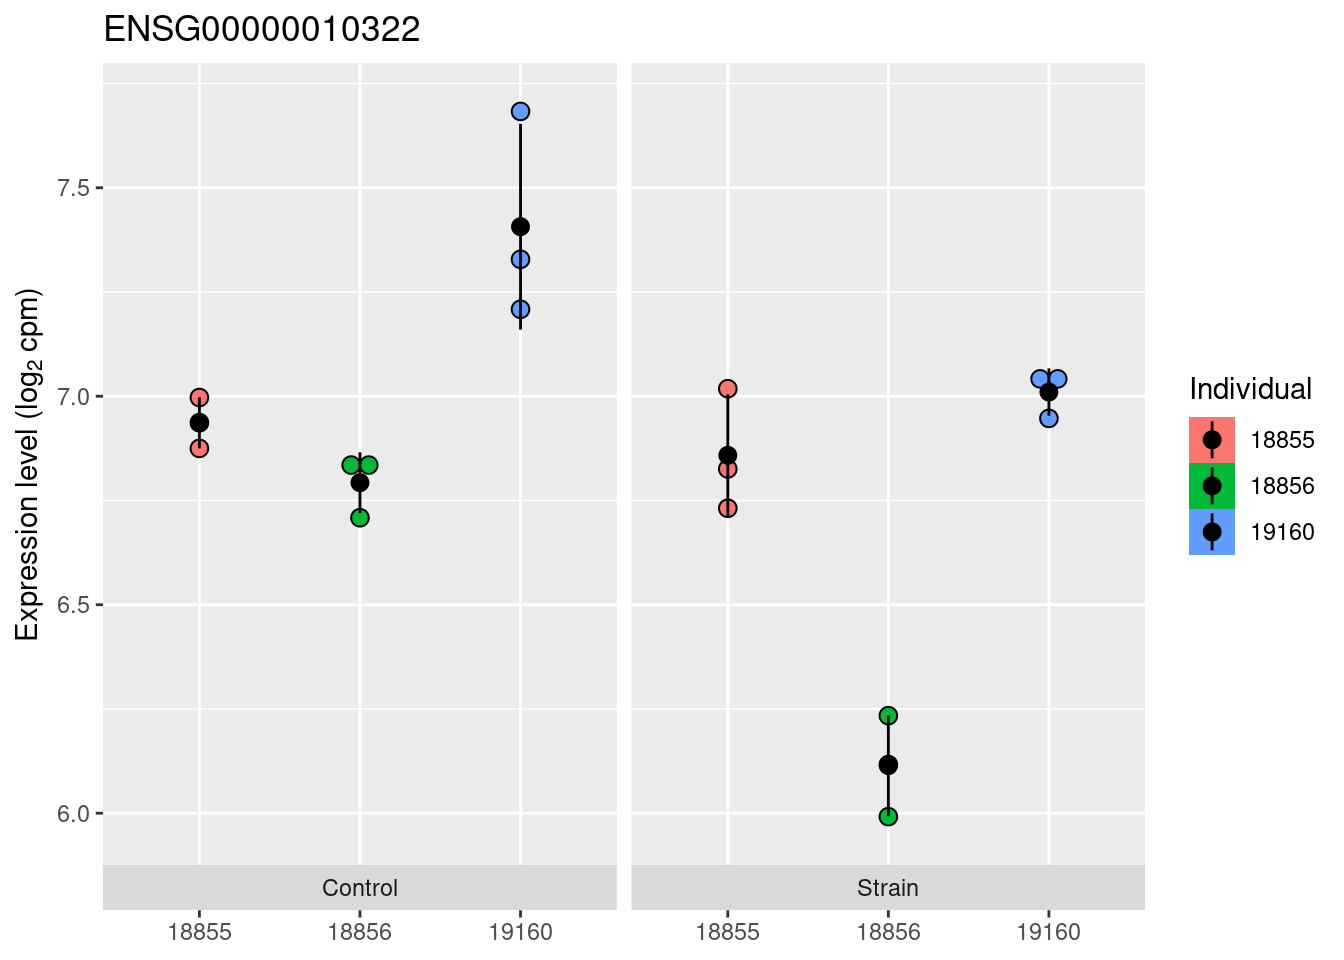 ENSG00000010322
Expression level (log2 cpm)
7.5
7.0
6.5
6.0
Control
Strain
18855
18856
19160
18855
18856
19160
Individual
18855
18856
19160